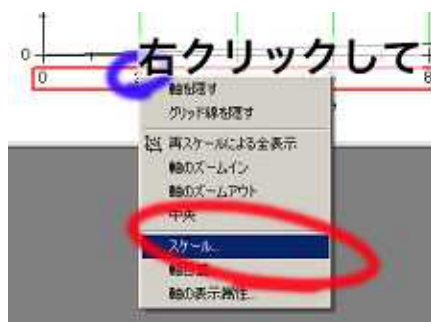 右クリックして
0
0
8
軸を隠す
グリッド線を隠す
再スケールによる全表示
軸のズームイン
軸のズームアウト
中央
スケール...
軸の表示属性...